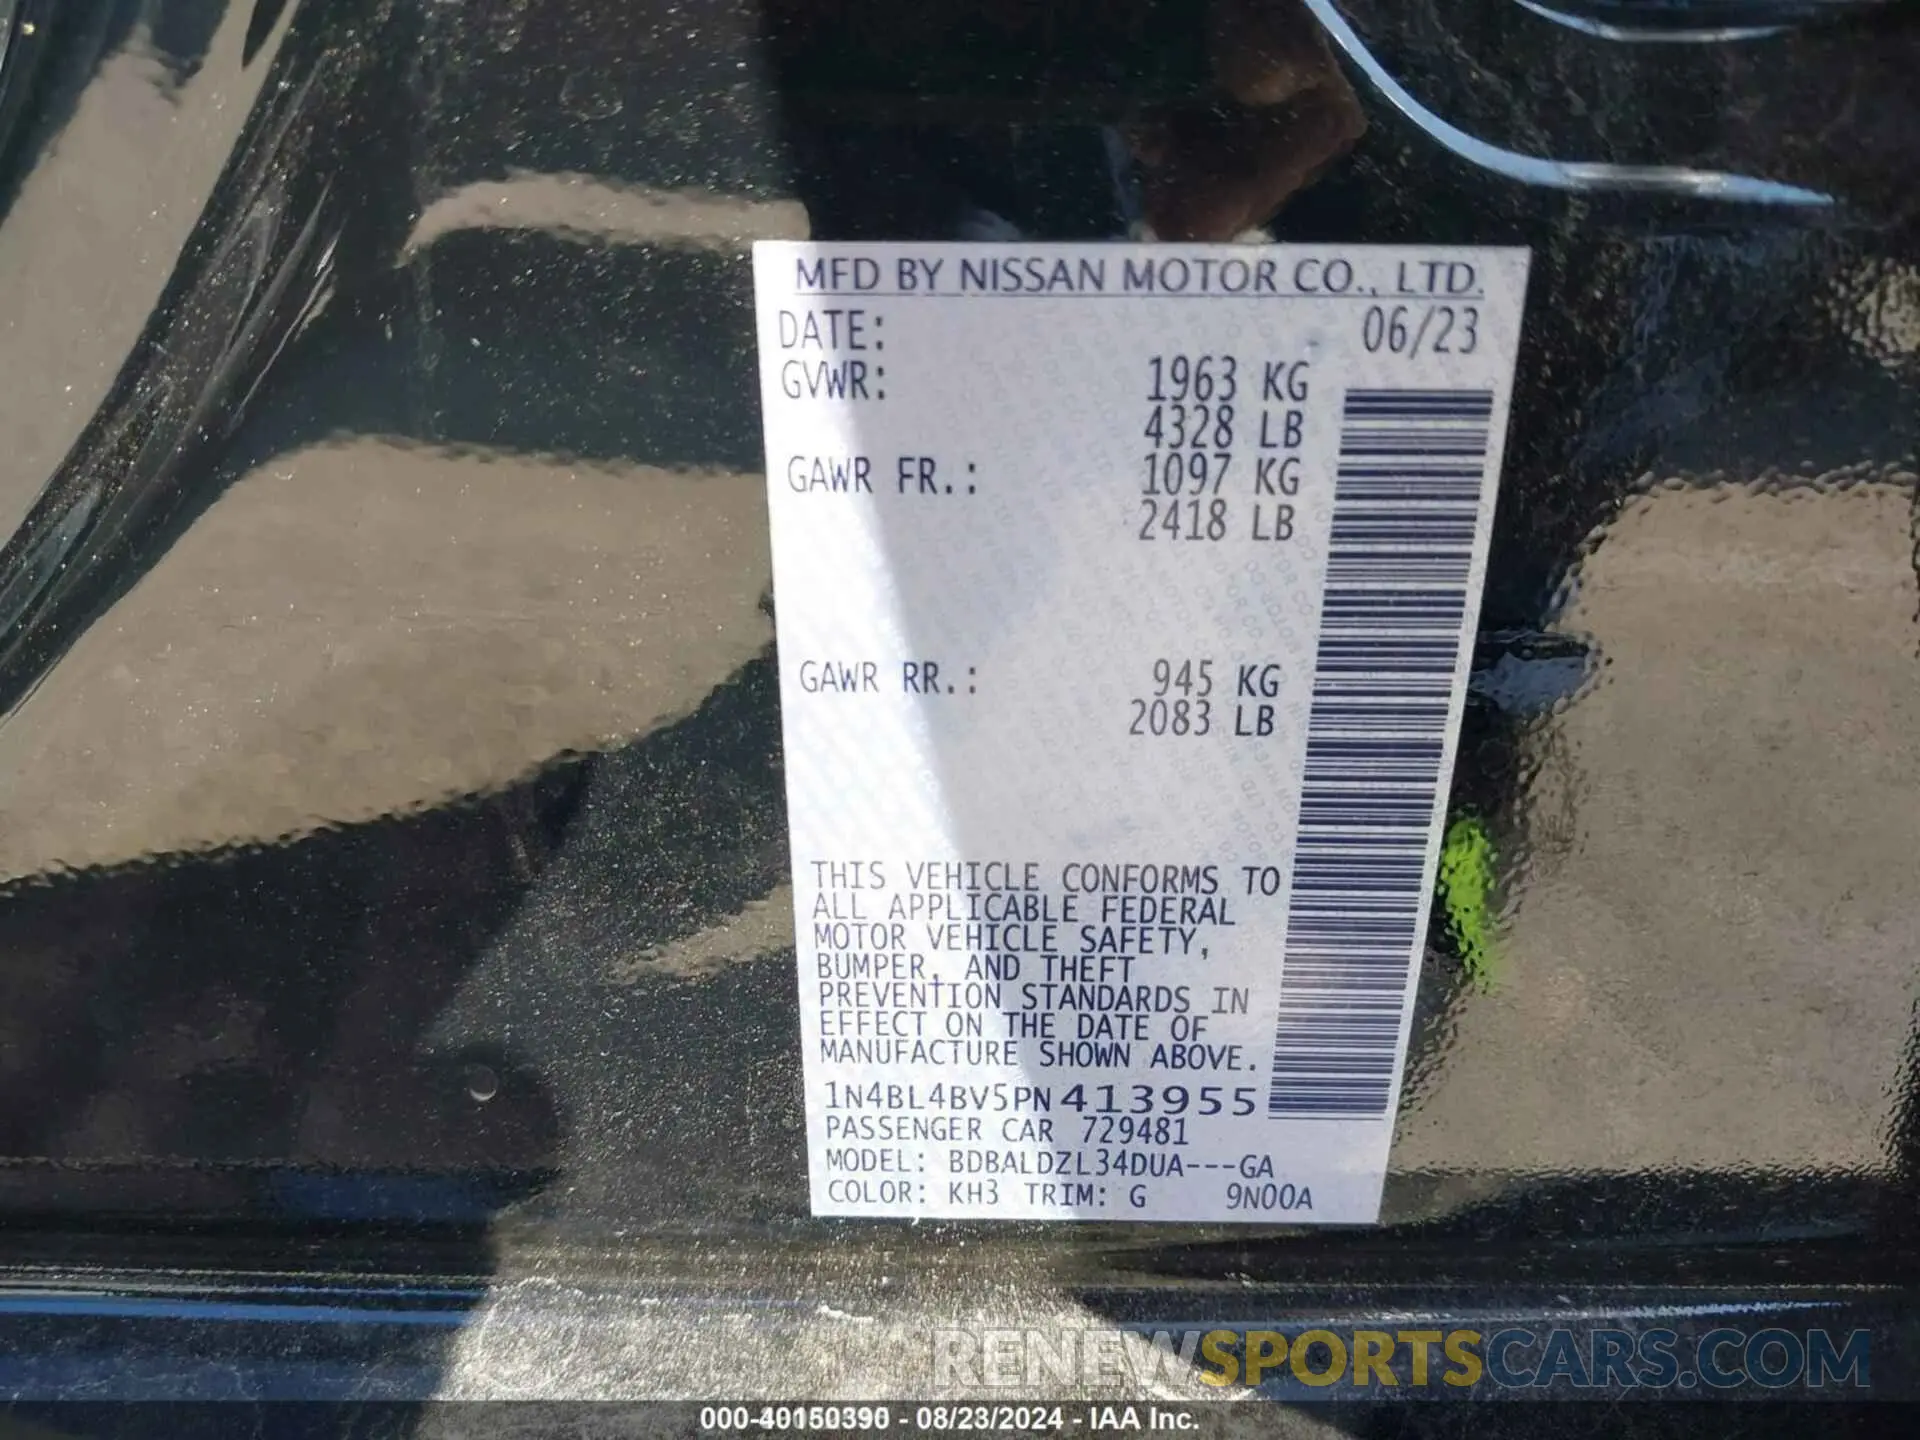 MFD BY NISSAN MOTOR CO., LTD.
DATE: 06/23
GVWR: 1963 KG
4328 LB
GAWR FR.: 1097 KG
2418 LB
GAWR RR.: 945 KG
2083 LB
THIS VEHICLE CONFORMS TO
ALL APPLICABLE FEDERAL
MOTOR VEHICLE SAFETY,
BUMPER, AND THEFT
PREVENTION STANDARDS IN
EFFECT ON THE DATE OF
MANUFACTURE SHOWN ABOVE.
1N4BL4BV5PN413955
PASSENGER CAR 729481
MODEL: BDBALDZL34DUA---GA
COLOR: KH3 TRIM: G 9N00A
RENEWSPORTSCARS.COM
000-40150390 - 08/23/2024 - IAA Inc.